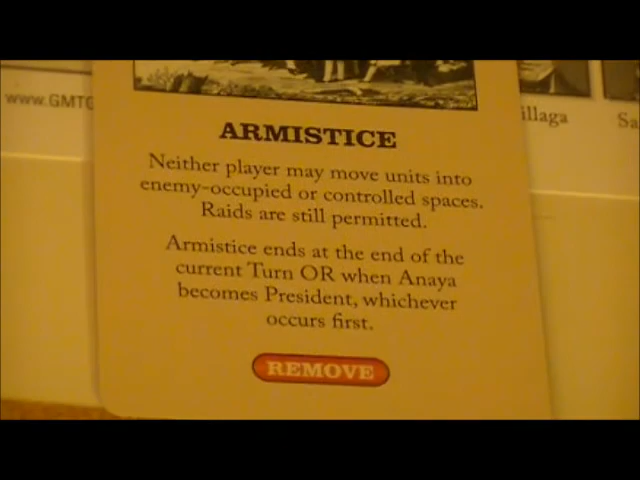 www.GMTG
illaga
Sa
ARMISTICE
Neither player may move units into
enemy-occupied or controlled spaces.
Raids are still permitted.
Armistice ends at the end of the
current Turn OR when Anaya
becomes President, whichever
occurs first.
REMOVE